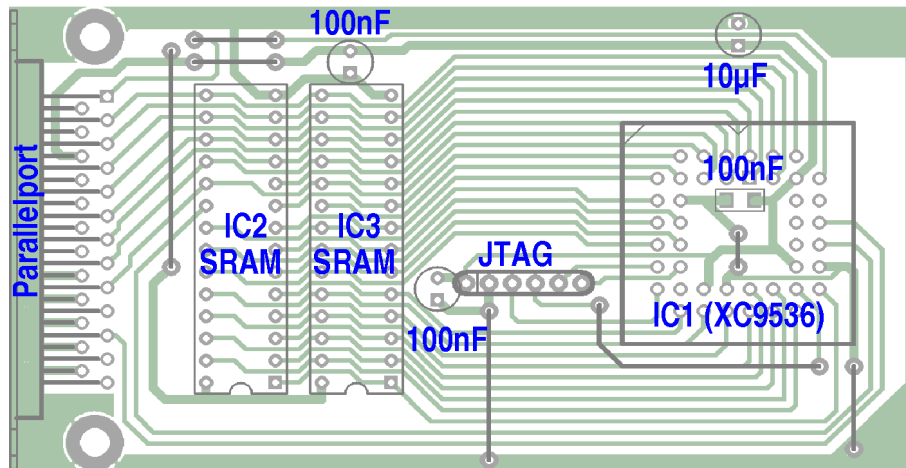 100nF
10µF
100nF
Parallelport
IC2
SRAM
IC3
SRAM
JTAG
100nF
IC1 (XC9536)